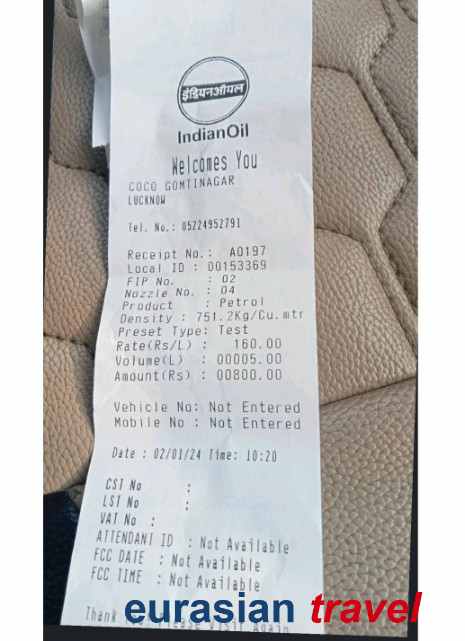 इंडियनऑयल
IndianOil
Welcomes You
COCO GOMTINAGAR
LUCKNOW
Tel. No.: 05224952791
Receipt No.: A0197
Local ID : 00153369
FIP No. : 02
Nozzle No. : 04
Product : Petrol
Density : 751.2Kg/Cu.mtr
Preset Type: Test
Rate(Rs/L) : 160.00
Volume(L) : 00005.00
Amount(Rs) : 00800.00
Vehicle No: Not Entered
Mobile No : Not Entered
Date : 02/01/24 Time: 10:20
CST No :
LST No :
VAT No :
ATTENDANT ID : Not Available
FCC DATE : Not Available
FCC TIME : Not Available
Thank Please Visit Again
eurasian travel